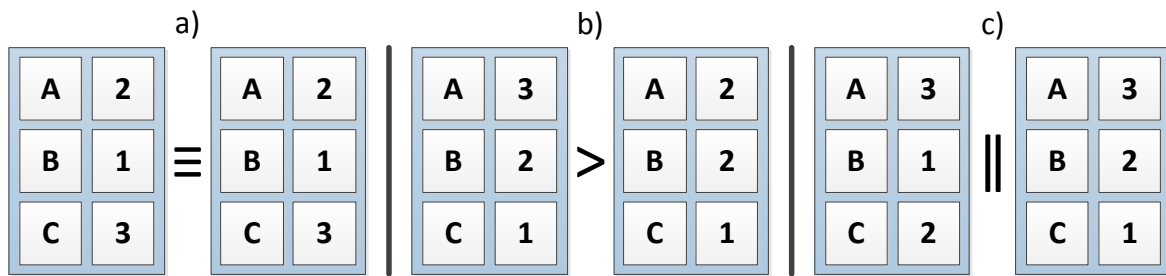 a) b) c)
A 2 A 2 A 3 A 2 A 3 A 3
B 1 ≡ B 1 B 2 > B 2 B 1 || B 2
C 3 C 3 C 1 C 1 C 2 C 1